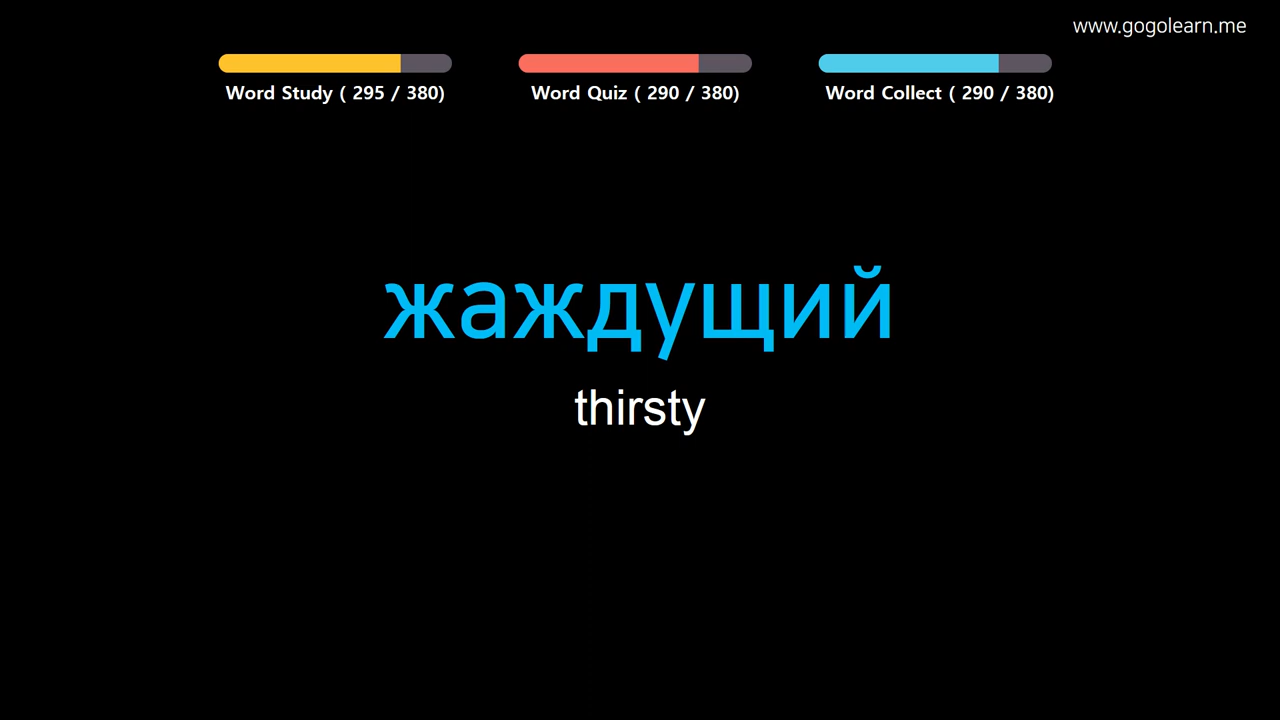 www.gogolearn.me
Word Study ( 295 / 380)
Word Quiz ( 290 / 380)
Word Collect ( 290 / 380)
жаждущий
thirsty